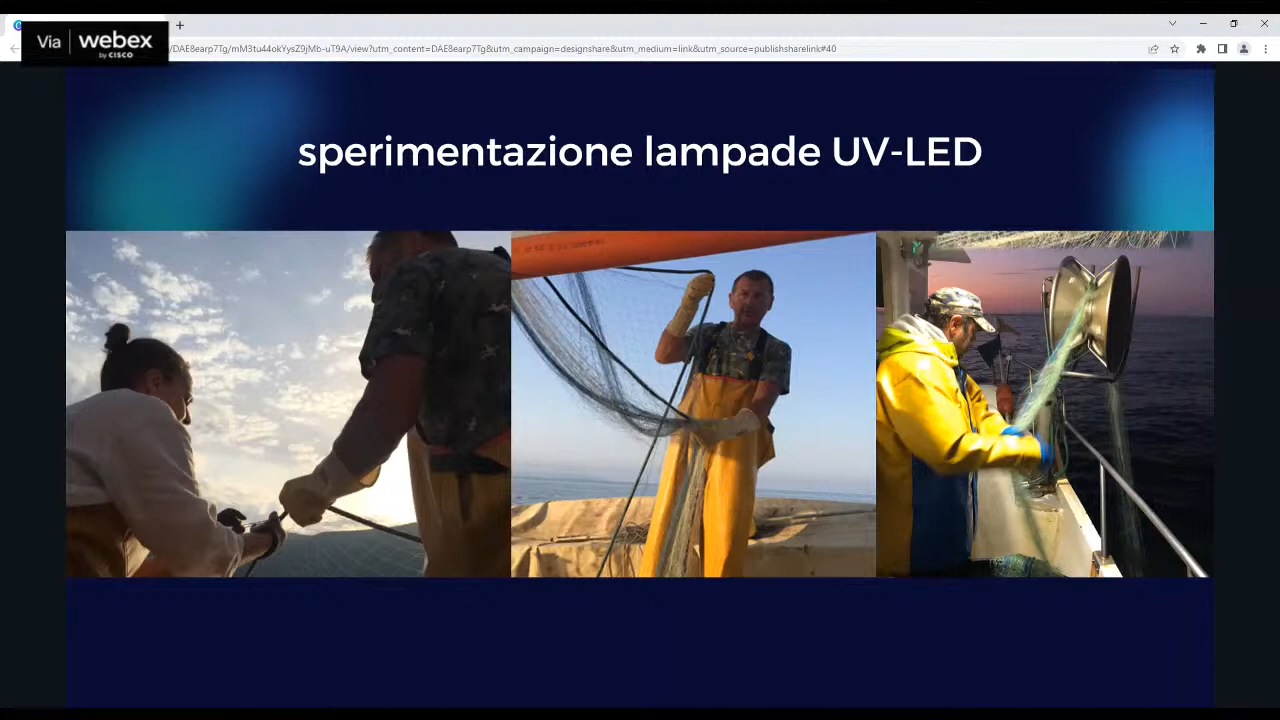 Via webex
by CISCO
/DAE8earp7Tg/mM3tu44okYysZ9jMb-uT9A/view?utm_content=DAE8earp7Tg&utm_campaign=designshare&utm_medium=link&utm_source=publishsharelink#40
sperimentazione lampade UV-LED